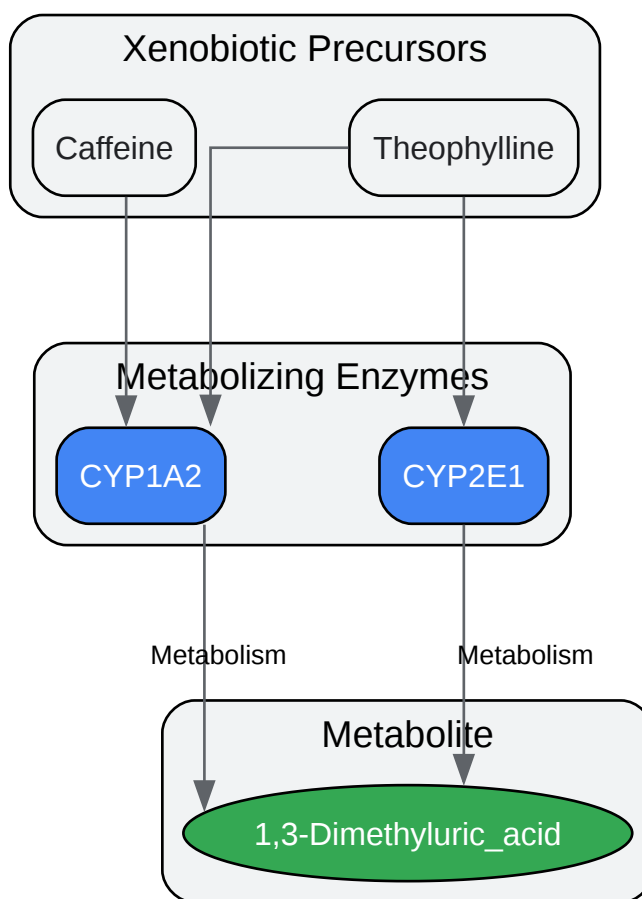 Xenobiotic Precursors
Caffeine
Theophylline
Metabolizing Enzymes
CYP1A2
CYP2E1
Metabolism
Metabolism
Metabolite
1,3-Dimethyluric_acid